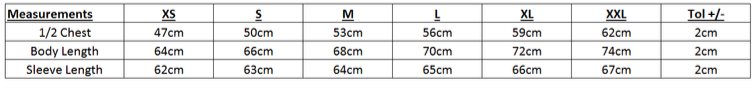 Measurements XS S M L XL XXL Tol +/-
1/2 Chest 47cm 50cm 53cm 56cm 59cm 62cm 2cm
Body Length 64cm 66cm 68cm 70cm 72cm 74cm 2cm
Sleeve Length 62cm 63cm 64cm 65cm 66cm 67cm 2cm